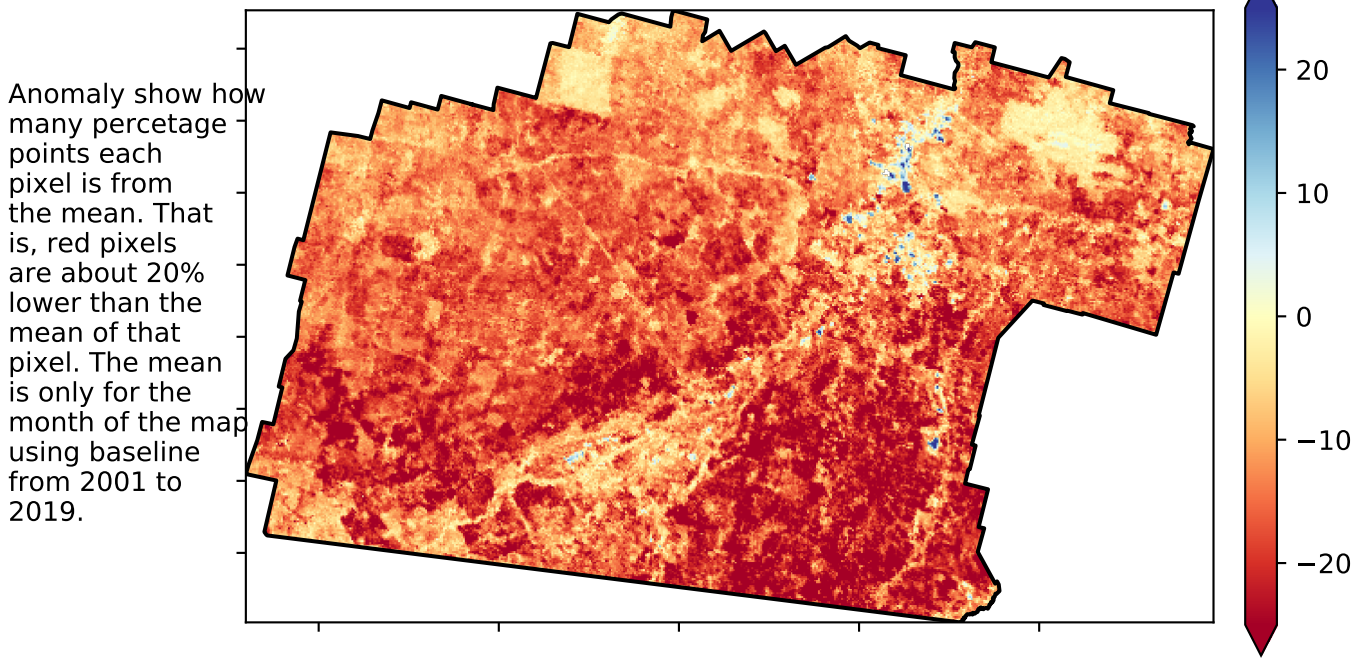 Anomaly show how
many percetage
points each
pixel is from
the mean. That
is, red pixels
are about 20%
lower than the
mean of that
pixel. The mean
is only for the
month of the map
using baseline
from 2001 to
2019.
20
10
0
−10
−20